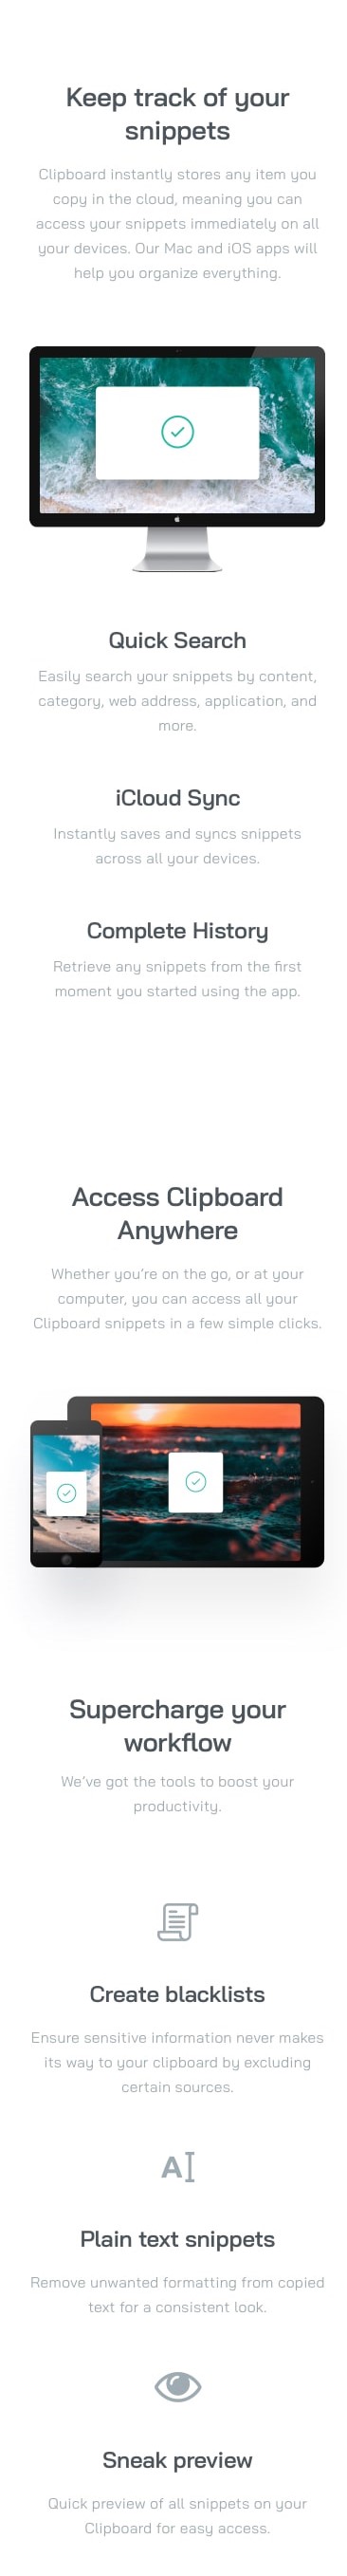 Keep track of your
snippets
Clipboard instantly stores any item you
copy in the cloud, meaning you can
access your snippets immediately on all
your devices. Our Mac and iOS apps will
help you organize everything.
Quick Search
Easily search your snippets by content,
category, web address, application, and
more.
iCloud Sync
Instantly saves and syncs snippets
across all your devices.
Complete History
Retrieve any snippets from the first
moment you started using the app.
Access Clipboard
Anywhere
Whether you’re on the go, or at your
computer, you can access all your
Clipboard snippets in a few simple clicks.
Supercharge your
workflow
We’ve got the tools to boost your
productivity.
Create blacklists
Ensure sensitive information never makes
its way to your clipboard by excluding
certain sources.
A
Plain text snippets
Remove unwanted formatting from copied
text for a consistent look.
Sneak preview
Quick preview of all snippets on your
Clipboard for easy access.